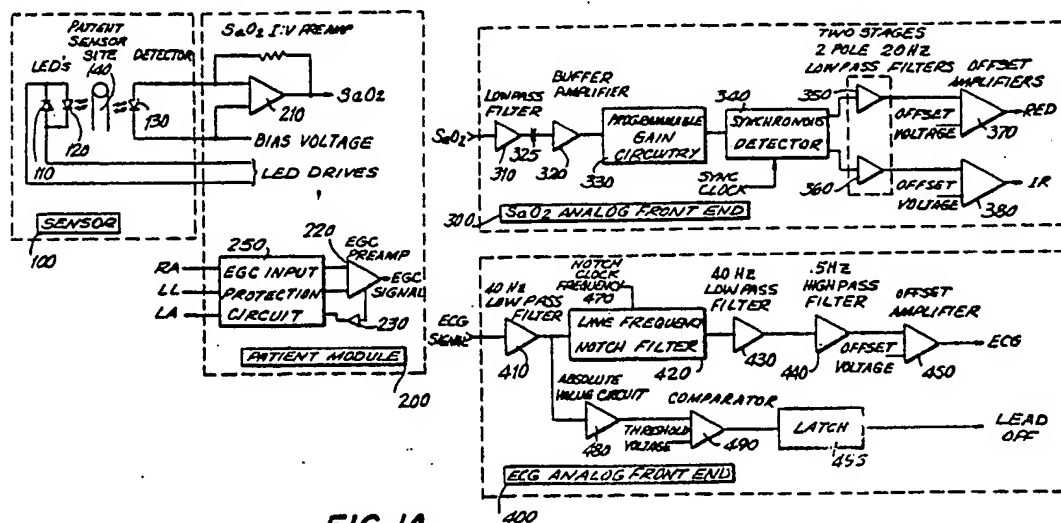 PATIENT
SENSOR
SITE
140
LED's
DETECTOR
130
120
110
SENSOR
100
SaO2 I:V PREAMP
210
SaO2
BIAS VOLTAGE
LED DRIVES
220
250
EGC PREAMP
RA
LL
LA
EGC INPUT
PROTECTION
CIRCUIT
EGC
SIGNAL
230
PATIENT MODULE
200
TWO STAGES
2 POLE 20Hz
LOWPASS FILTERS
OFFSET
AMPLIFIERS
BUFFER
AMPLIFIER
LOWPASS
FILTER
340
350
SaO2
310
325
320
PROGRAMMABLE
GAIN
CIRCUITRY
330
SYNCHRONOUS
DETECTOR
SYNC
CLOCK
360
OFFSET
VOLTAGE
370
RED
OFFSET
VOLTAGE
380
IR
300
SaO2 ANALOG FRONT END
NOTCH
CLOCK
FREQUENCY
470
40 HZ
LOW PASS
FILTER
40 HZ
LOWPASS
FILTER
.5HZ
HIGH PASS
FILTER
OFFSET
AMPLIFIER
ECG
SIGNAL
410
LINE FREQUENCY
NOTCH FILTER
420
430
440
OFFSET
VOLTAGE
450
ECG
ABSOLUTE
VALUE CIRCUIT
480
THRESHOLD
VOLTAGE
COMPARATOR
490
LATCH
495
LEAD
OFF
ECG ANALOG FRONT END
400
FIG. 1A